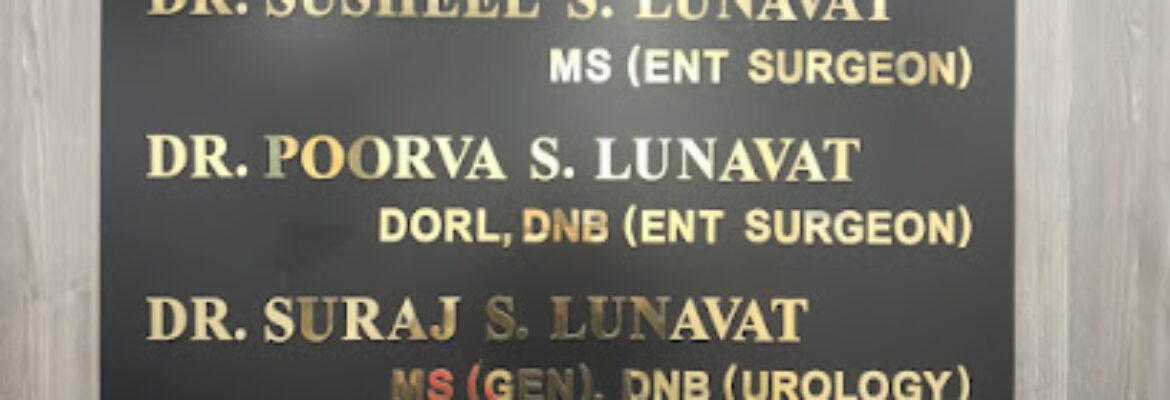 DR. SUSHEEL S. LUNAVAT
MS (ENT SURGEON)
DR. POORVA S. LUNAVAT
DORL, DNB (ENT SURGEON)
DR. SURAJ S. LUNAVAT
MS (GEN), DNB (UROLOGY)